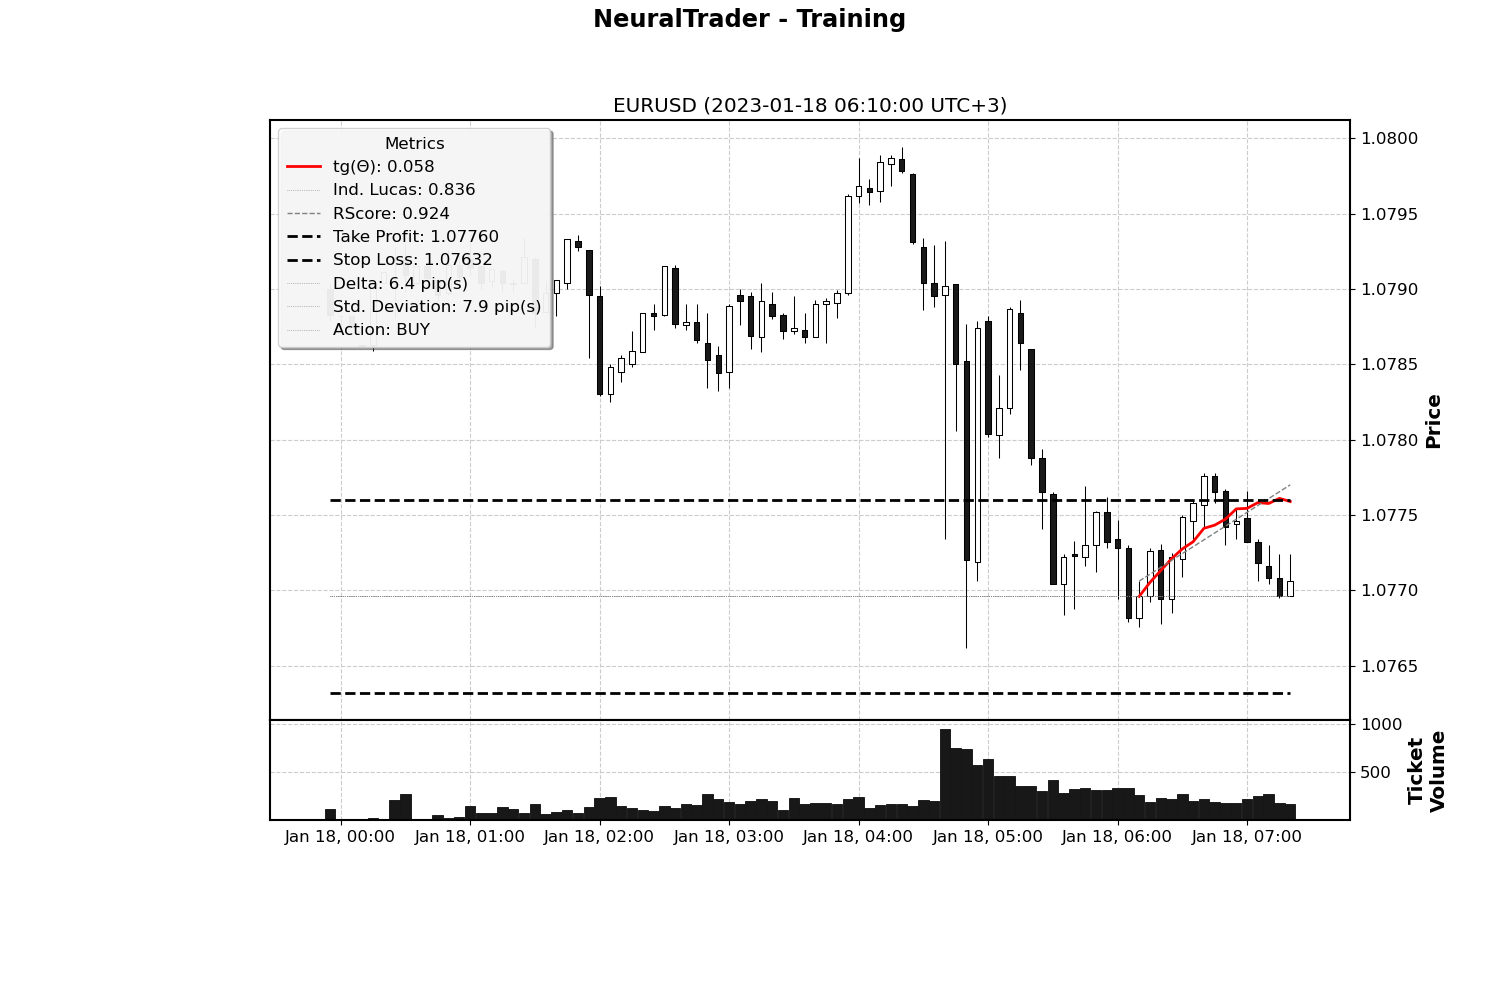 NeuralTrader - Training
EURUSD (2023-01-18 06:10:00 UTC+3)
Metrics
tg(Θ): 0.058
Ind. Lucas: 0.836
RScore: 0.924
Take Profit: 1.07760
Stop Loss: 1.07632
Delta: 6.4 pip(s)
Std. Deviation: 7.9 pip(s)
Action: BUY
1.0800
1.0795
1.0790
1.0785
1.0780
1.0775
1.0770
1.0765
Price
1000
500
Ticket
Volume
Jan 18, 00:00
Jan 18, 01:00
Jan 18, 02:00
Jan 18, 03:00
Jan 18, 04:00
Jan 18, 05:00
Jan 18, 06:00
Jan 18, 07:00